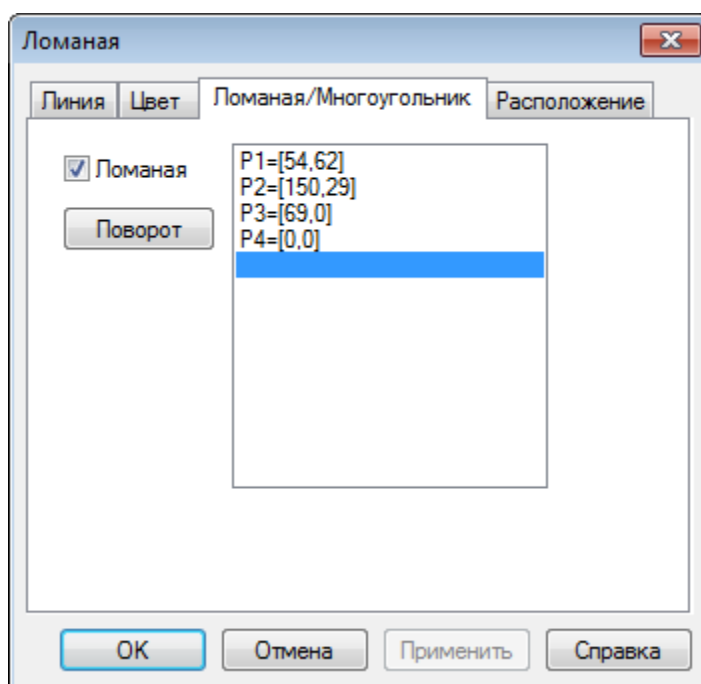 Ломаная
Линия Цвет Ломаная/Многоугольник Расположение
Ломаная
Поворот
P1=[54,62]
P2=[150,29]
P3=[69,0]
P4=[0,0]
OK Отмена Применить Справка